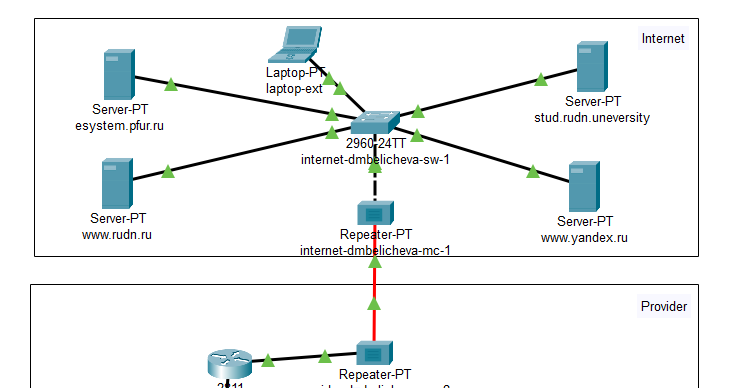 Internet
Laptop-PT
laptop-ext
Server-PT
esystem.pfur.ru
Server-PT
stud.rudn.uneversity
2960-24TT
internet-dmbelicheva-sw-1
Server-PT
www.rudn.ru
Server-PT
www.yandex.ru
Repeater-PT
internet-dmbelicheva-mc-1
Provider
Repeater-PT
2811